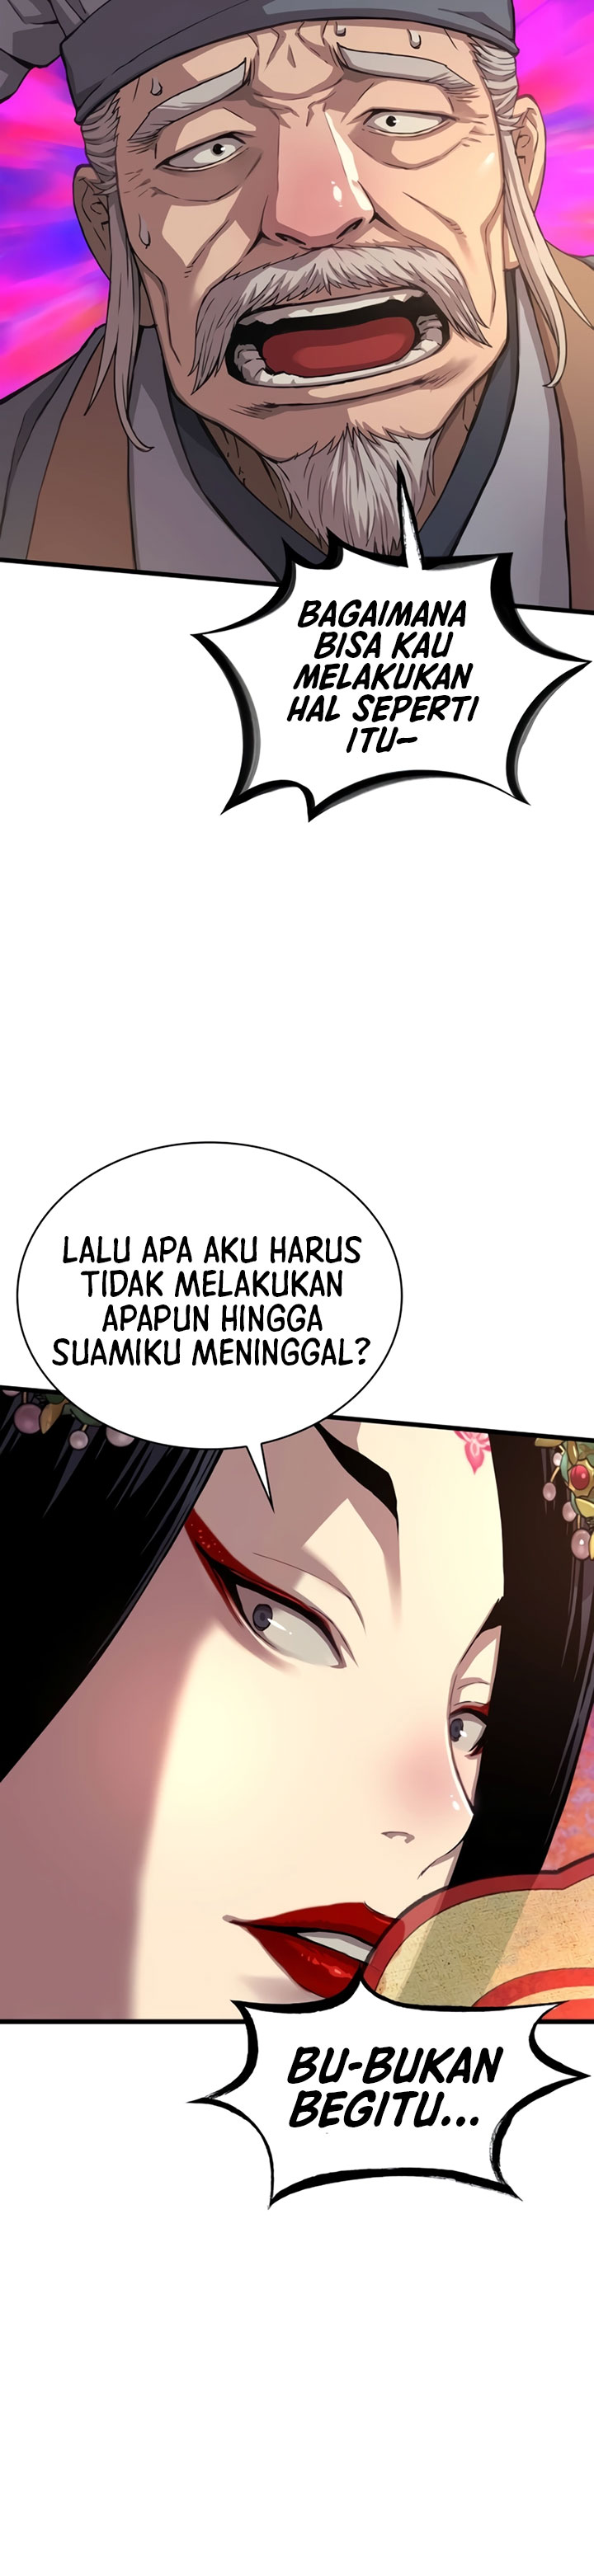 BAGAIMANA
BISA KAU
MELAKUKAN
HAL SEPERTI
ITU~
LALU APA AKU HARUS
TIDAK MELAKUKAN
APAPUN HINGGA
SUAMIKU MENINGGAL?
BU-BUKAN
BEGITU...